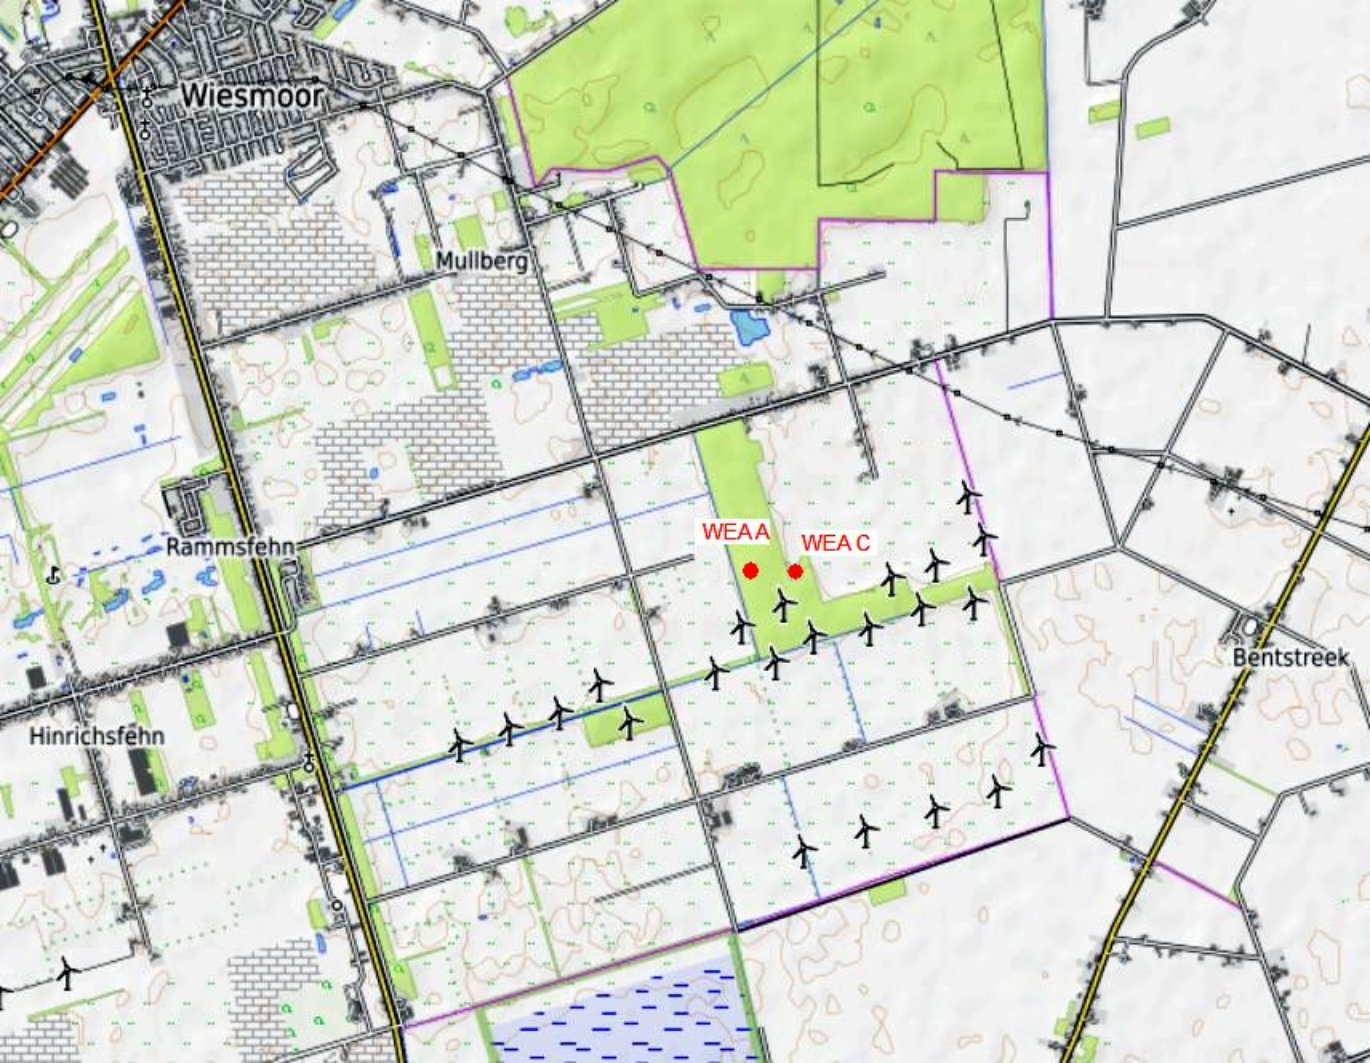 Wiesmoor
Mullberg
WEA A
WEA C
Rammsfehn
Bentstreek
Hinrichsfehn